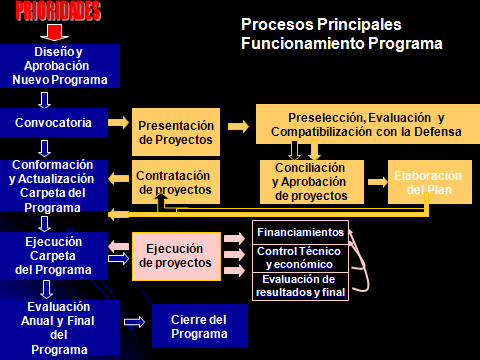 PRIORIDADES
Procesos Principales
Funcionamiento Programa
Diseño y
Aprobación
Nuevo Programa
Convocatoria
Presentación
de Proyectos
Preselección, Evaluación y
Compatibilización con la Defensa
Conformación
y Actualización
Carpeta del
Programa
Contratación
de proyectos
Conciliación
y Aprobación
de proyectos
Elaboración
del Plan
Ejecución
Carpeta
del Programa
Ejecución
de proyectos
Financiamientos
Control Técnico
y económico
Evaluación de
resultados y final
Evaluación
Anual y Final
del
Programa
Cierre del
Programa